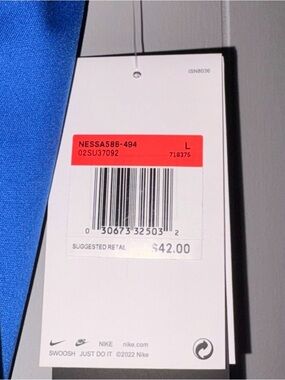 ISN8036
NESSA588-494 L
02SU37092 718375
0 30673 32503 2
SUGGESTED RETAIL $42.00
NIKE nike.com
SWOOSH JUST DO IT ©2022 Nike